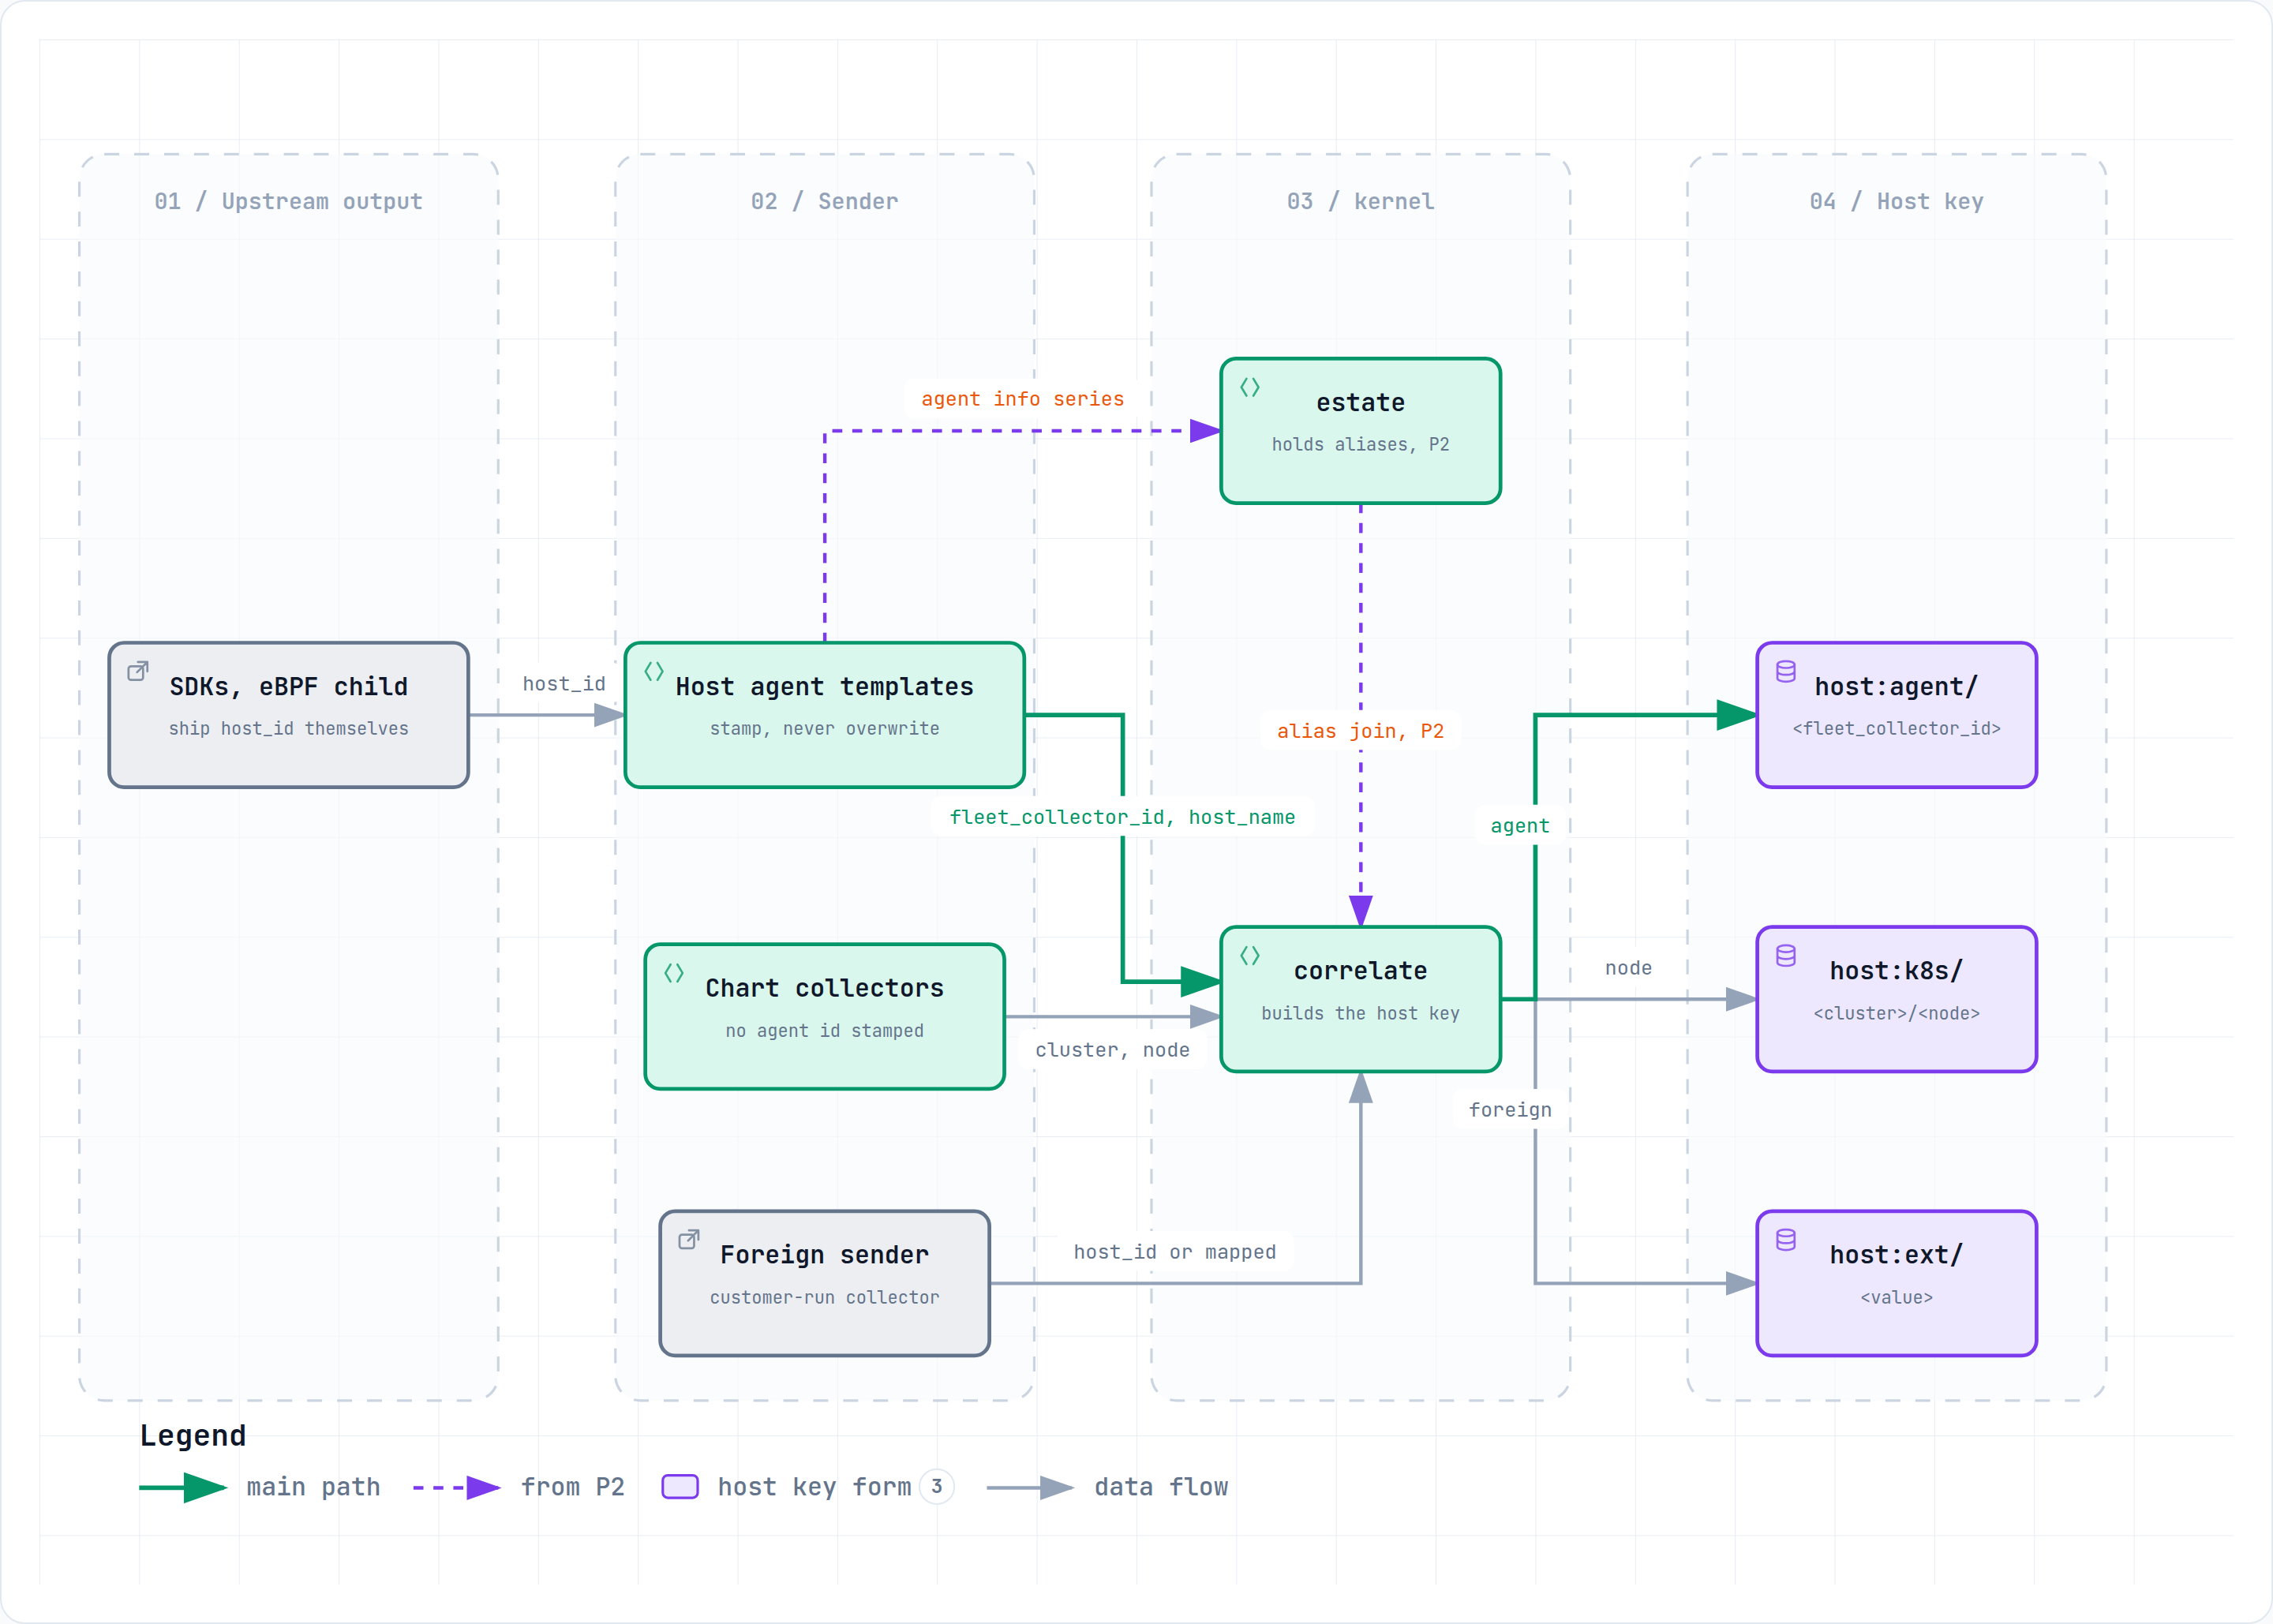 01 / Upstream output
02 / Sender
03 / kernel
04 / Host key
agent info series
estate
holds aliases, P2
SDKs, eBPF child
ship host_id themselves
host_id
Host agent templates
stamp, never overwrite
alias join, P2
host:agent/
<fleet_collector_id>
fleet_collector_id, host_name
agent
Chart collectors
no agent id stamped
cluster, node
correlate
builds the host key
node
host:k8s/
<cluster>/<node>
foreign
Foreign sender
customer-run collector
host_id or mapped
host:ext/
<value>
Legend
main path
from P2
host key form 3
data flow